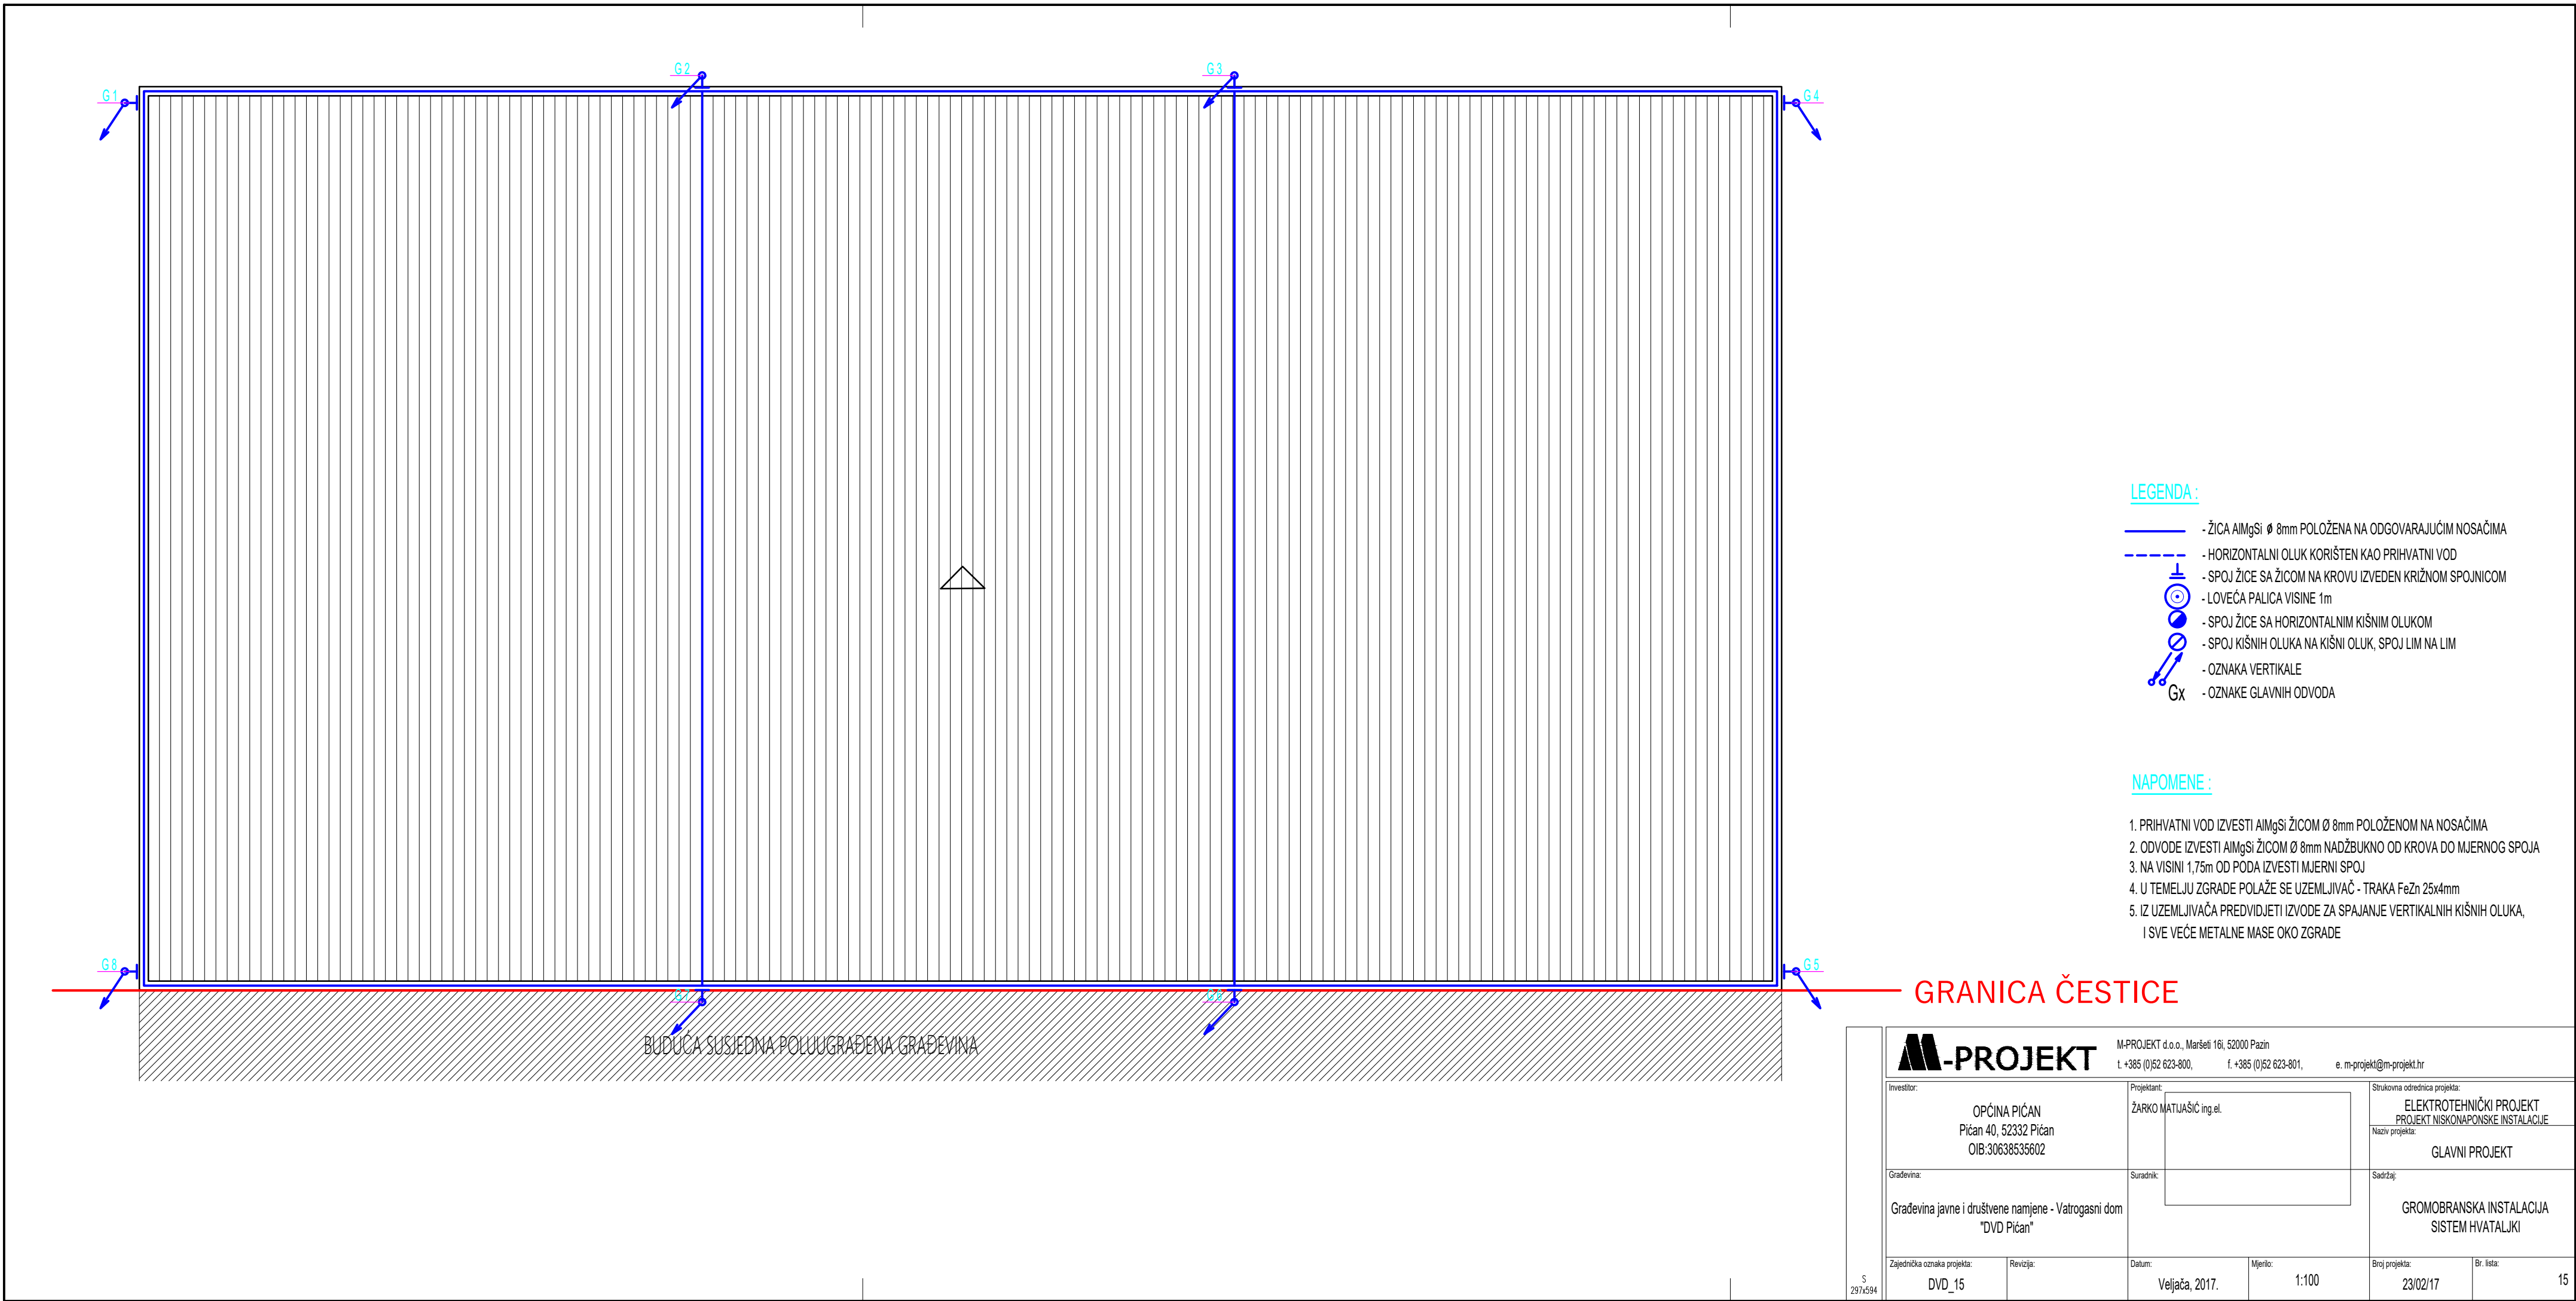 G1
G2
G3
G4
G8
G7
G6
G5
BUDUĆA SUSJEDNA POLUUGRAĐENA GRAĐEVINA
GRANICA ČESTICE
LEGENDA :
- ŽICA AlMgSi Ø 8mm POLOŽENA NA ODGOVARAJUĆIM NOSAČIMA
- HORIZONTALNI OLUK KORIŠTEN KAO PRIHVATNI VOD
- SPOJ ŽICE SA ŽICOM NA KROVU IZVEDEN KRIŽNOM SPOJNICOM
- LOVEĆA PALICA VISINE 1m
- SPOJ ŽICE SA HORIZONTALNIM KIŠNIM OLUKOM
- SPOJ KIŠNIH OLUKA NA KIŠNI OLUK, SPOJ LIM NA LIM
- OZNAKA VERTIKALE
Gx - OZNAKE GLAVNIH ODVODA
NAPOMENE :
1. PRIHVATNI VOD IZVESTI AlMgSi ŽICOM Ø 8mm POLOŽENOM NA NOSAČIMA
2. ODVODE IZVESTI AlMgSi ŽICOM Ø 8mm NADŽBUKNO OD KROVA DO MJERNOG SPOJA
3. NA VISINI 1,75m OD PODA IZVESTI MJERNI SPOJ
4. U TEMELJU ZGRADE POLAŽE SE UZEMLJIVAČ - TRAKA FeZn 25x4mm
5. IZ UZEMLJIVAČA PREDVIDJETI IZVODE ZA SPAJANJE VERTIKALNIH KIŠNIH OLUKA,
I SVE VEĆE METALNE MASE OKO ZGRADE
M-PROJEKT
M-PROJEKT d.o.o., Maršeti 16i, 52000 Pazin
t. +385 (0)52 623-800, f. +385 (0)52 623-801, e. m-projekt@m-projekt.hr
Investitor:
OPĆINA PIĆAN
Pićan 40, 52332 Pićan
OIB:30638535602
Projektant:
ŽARKO MATIJAŠIĆ ing.el.
Strukovna odrednica projekta:
ELEKTROTEHNIČKI PROJEKT
PROJEKT NISKONAPONSKE INSTALACIJE
Naziv projekta:
GLAVNI PROJEKT
Građevina:
Građevina javne i društvene namjene - Vatrogasni dom
"DVD Pićan"
Suradnik:
Sadržaj:
GROMOBRANSKA INSTALACIJA
SISTEM HVATALJKI
S
297x594
Zajednička oznaka projekta:
DVD_15
Revizija:
Datum:
Veljača, 2017.
Mjerilo:
1:100
Broj projekta:
23/02/17
Br. lista:
15